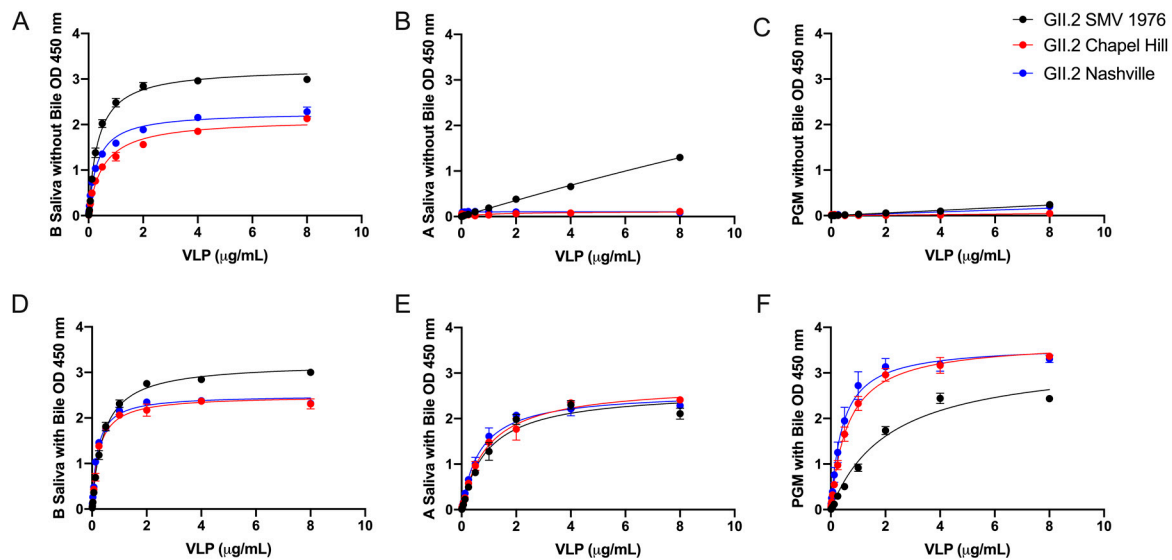 A
B Saliva without Bile OD 450 nm
4
3
2
1
0
0 2 4 6 8 10
VLP (μg/mL)
B
A Saliva without Bile OD 450 nm
4
3
2
1
0
0 2 4 6 8 10
VLP (μg/mL)
C
PGM without Bile OD 450 nm
4
3
2
1
0
0 2 4 6 8 10
VLP (μg/mL)
GII.2 SMV 1976
GII.2 Chapel Hill
GII.2 Nashville
D
B Saliva with Bile OD 450 nm
4
3
2
1
0
0 2 4 6 8 10
VLP (μg/mL)
E
A Saliva with Bile OD 450 nm
4
3
2
1
0
0 2 4 6 8 10
VLP (μg/mL)
F
PGM with Bile OD 450 nm
4
3
2
1
0
0 2 4 6 8 10
VLP (μg/mL)